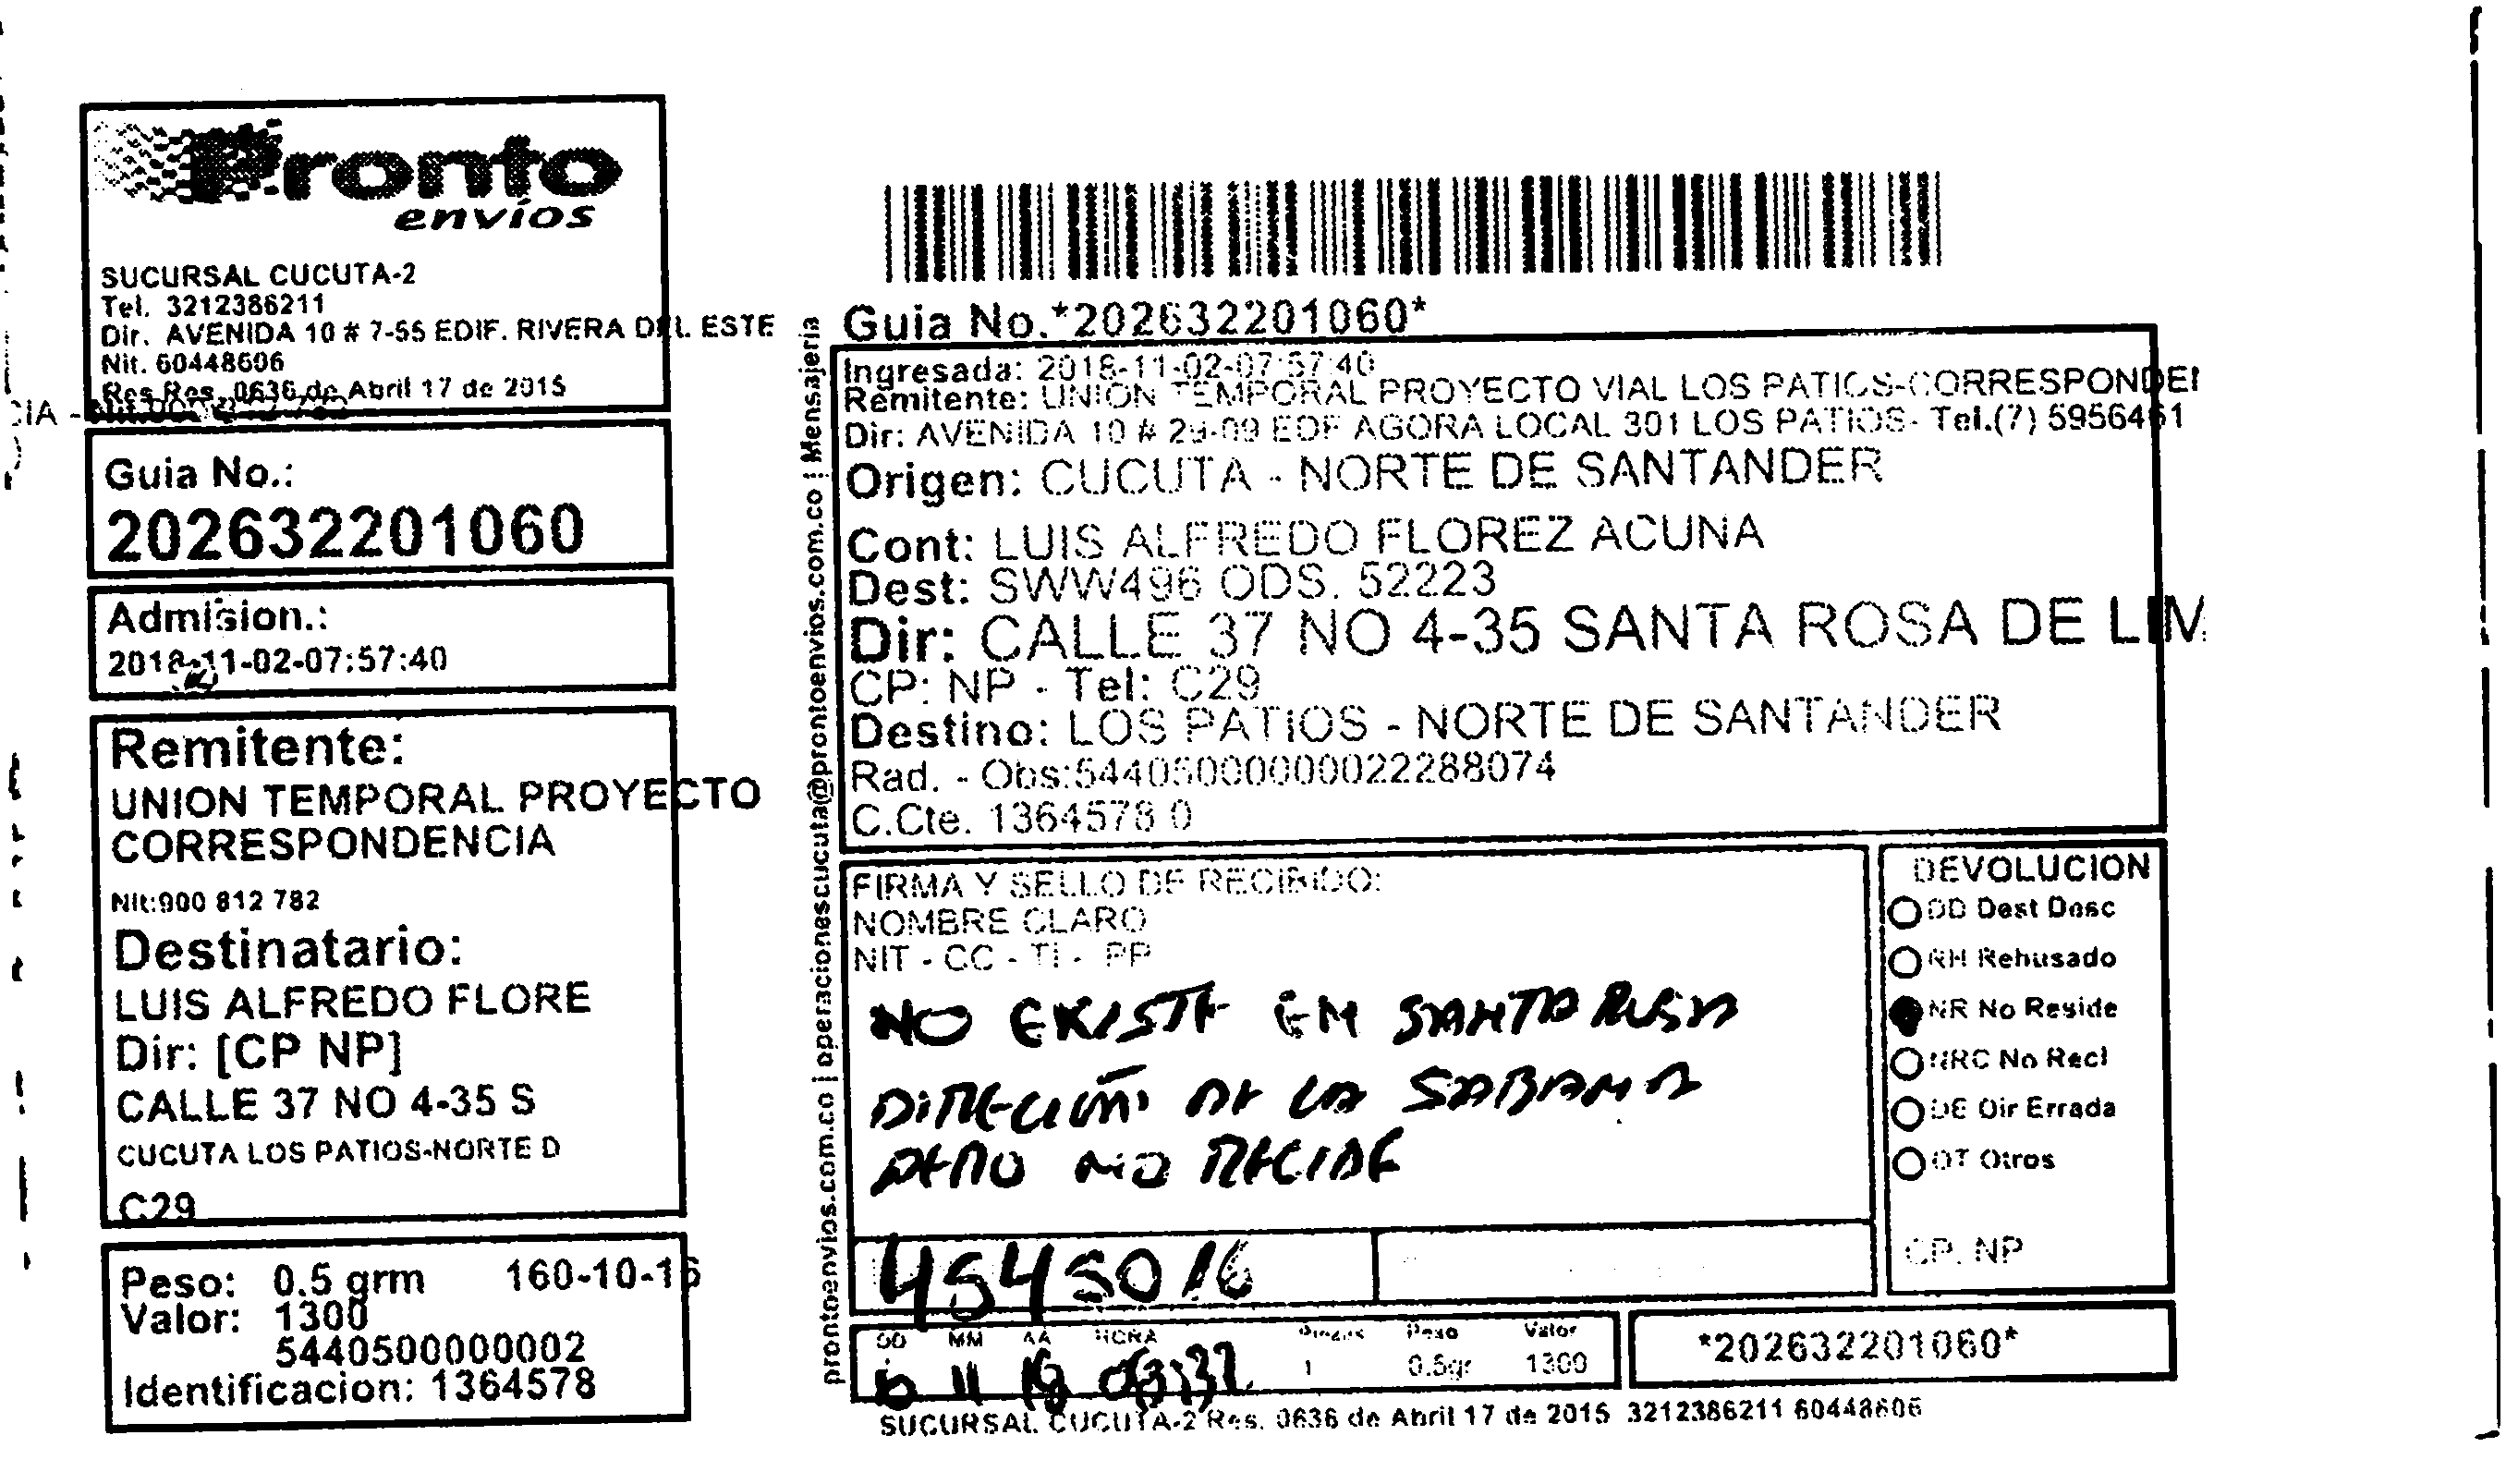 Pronto
envíos
SUCURSAL CUCUTA-2
Tel. 3212386211
Dir. AVENIDA 10 # 7-55 EDIF. RIVERA DEL ESTE
Nit. 60448606
Res Res. 0636 de Abril 17 de 2015
CIA -
Guia No.:
202632201060
Admision.:
2018-11-02-07:57:40
Remitente:
UNION TEMPORAL PROYECTO
CORRESPONDENCIA
Nit:900 812 782
Destinatario:
LUIS ALFREDO FLORE
Dir: [CP NP]
CALLE 37 NO 4-35 S
CUCUTA LOS PATIOS-NORTE D
C29
Peso: 0.5 grm 160-10-16
Valor: 1300
5440500000002
Identificacion: 1364578
prontoenvios.com.co | operacionescucuta@prontoenvios.com.co | Mensajeria
Guia No.*202632201060*
Ingresada: 2018-11-02-07:57:40
Remitente: UNION TEMPORAL PROYECTO VIAL LOS PATIOS-CORRESPONDEI
Dir: AVENIDA 10 # 29-09 EDF AGORA LOCAL 301 LOS PATIOS- Tel.(7) 5956461
Origen: CUCUTA - NORTE DE SANTANDER
Cont: LUIS ALFREDO FLOREZ ACUNA
Dest: SWW496 ODS. 52223
Dir: CALLE 37 NO 4-35 SANTA ROSA DE LIM
CP: NP - Tel: C29
Destino: LOS PATIOS - NORTE DE SANTANDER
Rad. - Obs:54405000000022288074
C.Cte. 1364578 0
FIRMA Y SELLO DE RECIBIDO:
NOMBRE CLARO
NIT - CC - TI - PP
NO EXISTE EN SANTA ROSA
DIRECCIÓN DE LA SABANA
PERO NO RECIDE
4545016
DEVOLUCION
DD Dest Desc
RH Rehusado
NR No Reside
NRC No Recl
DE Dir Errada
OT Otros
CP. NP
DD MM AA HORA Piezas Peso Valor
6 11 18 1 0.5gr 1300
*202632201060*
SUCURSAL CUCUTA-2 Res. 0636 de Abril 17 de 2015 3212386211 60448606